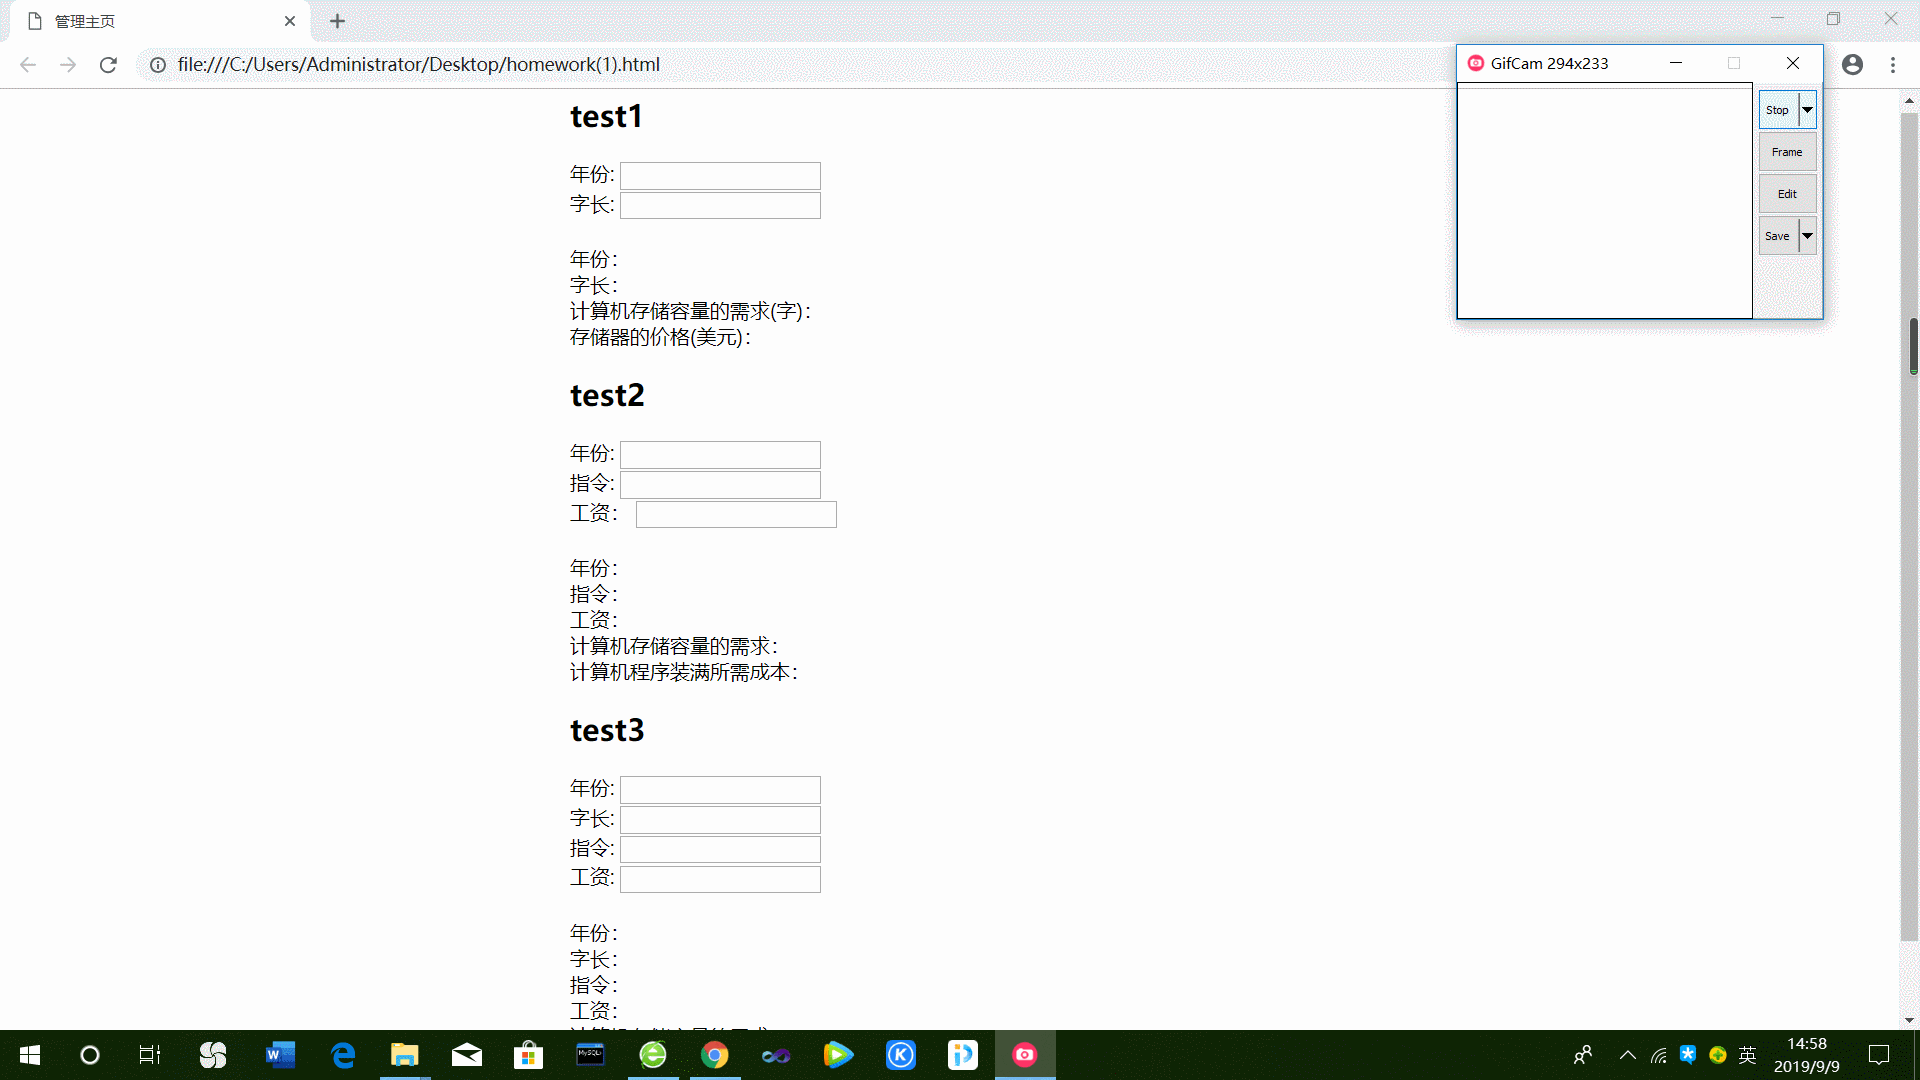 管理主页
file:///C:/Users/Administrator/Desktop/homework(1).html
GifCam 294x233
Stop
Frame
Edit
Save
test1
年份:
字长:
年份：
字长：
计算机存储容量的需求(字)：
存储器的价格(美元)：
test2
年份:
指令:
工资：
年份：
指令：
工资：
计算机存储容量的需求：
计算机程序装满所需成本：
test3
年份:
字长:
指令:
工资:
年份：
字长：
指令：
工资：
MySQL
英
14:58
2019/9/9